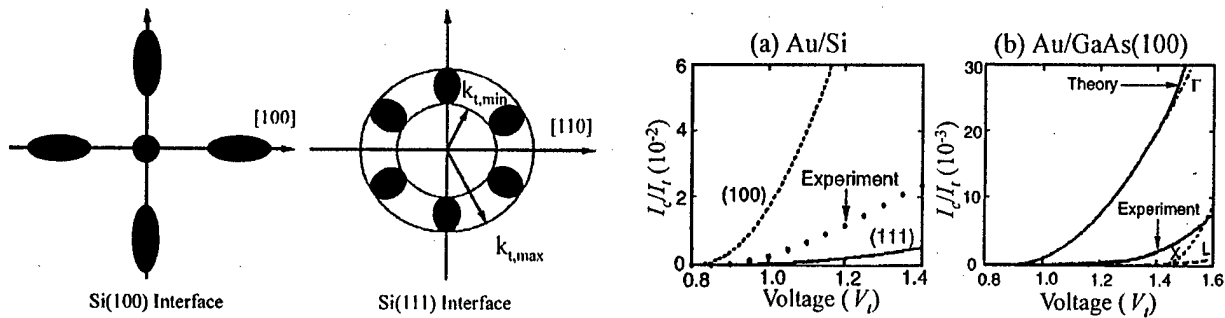 [100]
Si(100) Interface
k_{t,min}
[110]
k_{t,max}
Si(111) Interface
(a) Au/Si
I_c/I_t (10^{-2})
6
4
2
0
(100)
Experiment
(111)
0.8 1.0 1.2 1.4
Voltage (V_t)
(b) Au/GaAs(100)
I_c/I_t (10^{-3})
30
20
10
0
Theory
Γ
Experiment
X
L
0.8 1.0 1.2 1.4 1.6
Voltage (V_t)